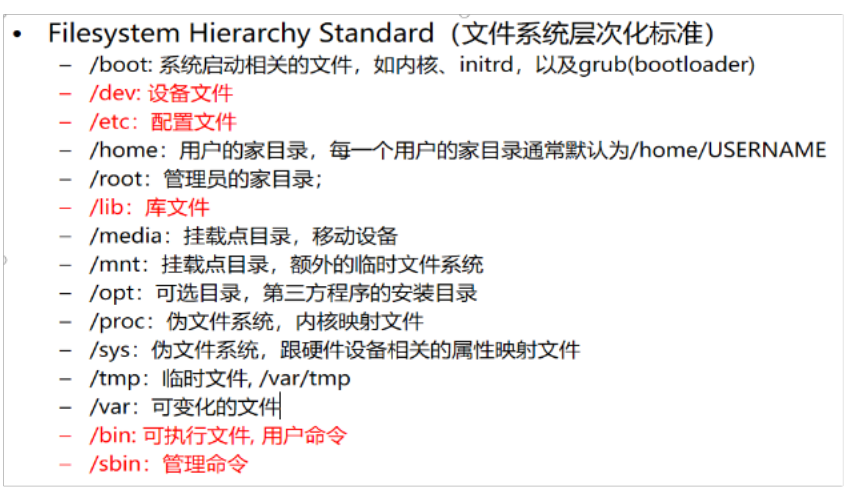 • Filesystem Hierarchy Standard（文件系统层次化标准）
– /boot: 系统启动相关的文件，如内核、initrd，以及grub(bootloader)
– /dev: 设备文件
– /etc：配置文件
– /home：用户的家目录，每一个用户的家目录通常默认为/home/USERNAME
– /root：管理员的家目录；
– /lib：库文件
– /media：挂载点目录，移动设备
– /mnt：挂载点目录，额外的临时文件系统
– /opt：可选目录，第三方程序的安装目录
– /proc：伪文件系统，内核映射文件
– /sys：伪文件系统，跟硬件设备相关的属性映射文件
– /tmp：临时文件, /var/tmp
– /var：可变化的文件
– /bin: 可执行文件, 用户命令
– /sbin：管理命令